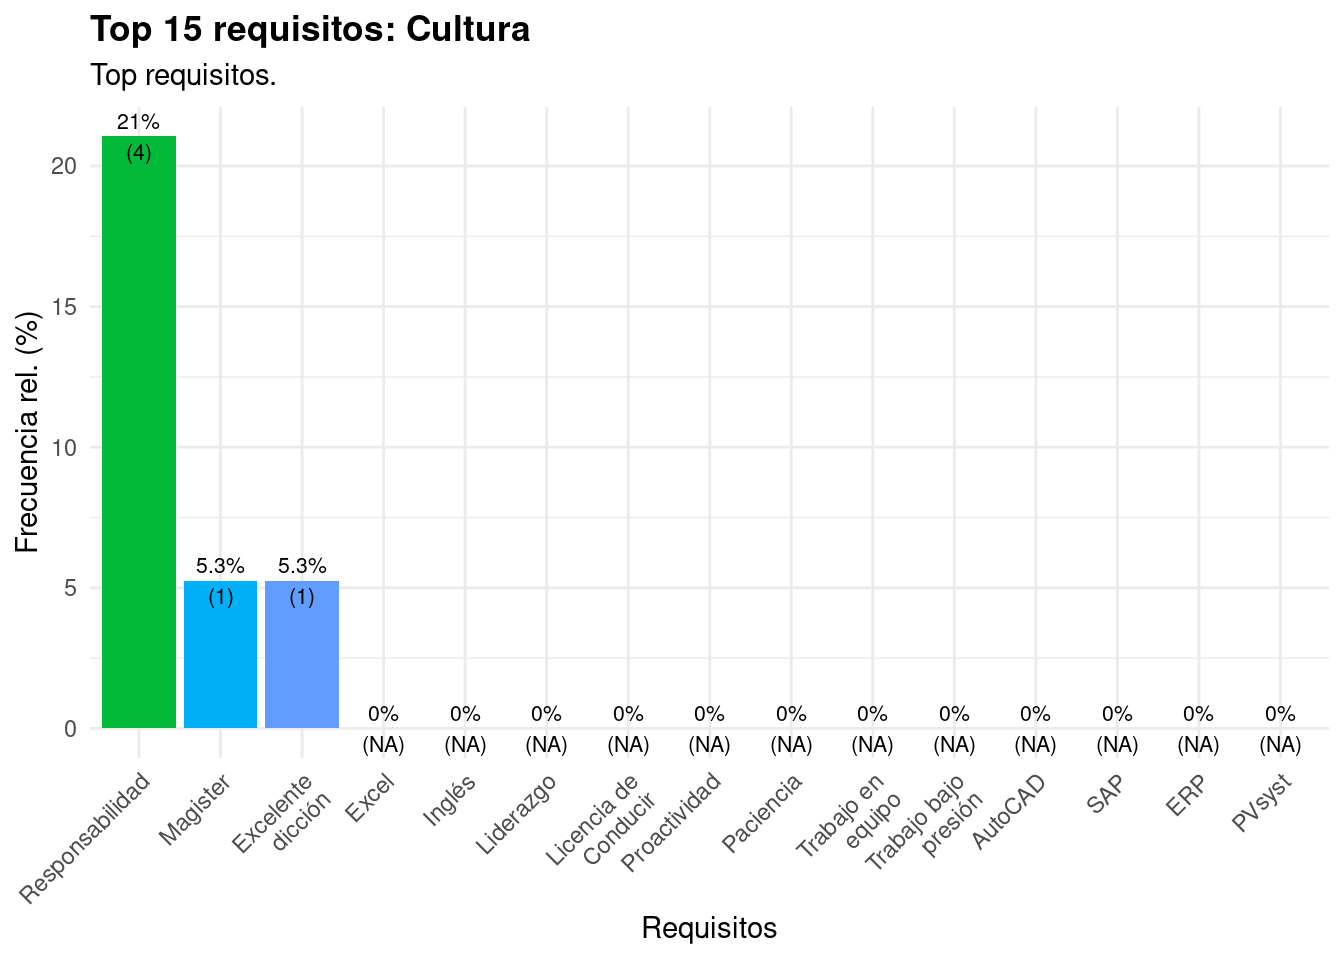 Top 15 requisitos: Cultura
Top requisitos.
Frecuencia rel. (%)
20
15
10
5
0
21%
(4)
5.3%
(1)
5.3%
(1)
0%
(NA)
0%
(NA)
0%
(NA)
0%
(NA)
0%
(NA)
0%
(NA)
0%
(NA)
0%
(NA)
0%
(NA)
0%
(NA)
0%
(NA)
0%
(NA)
Responsabilidad
Magister
Excelente
dicción
Excel
Inglés
Liderazgo
Licencia de
Conducir
Proactividad
Paciencia
Trabajo en
equipo
Trabajo bajo
presión
AutoCAD
SAP
ERP
PVsyst
Requisitos